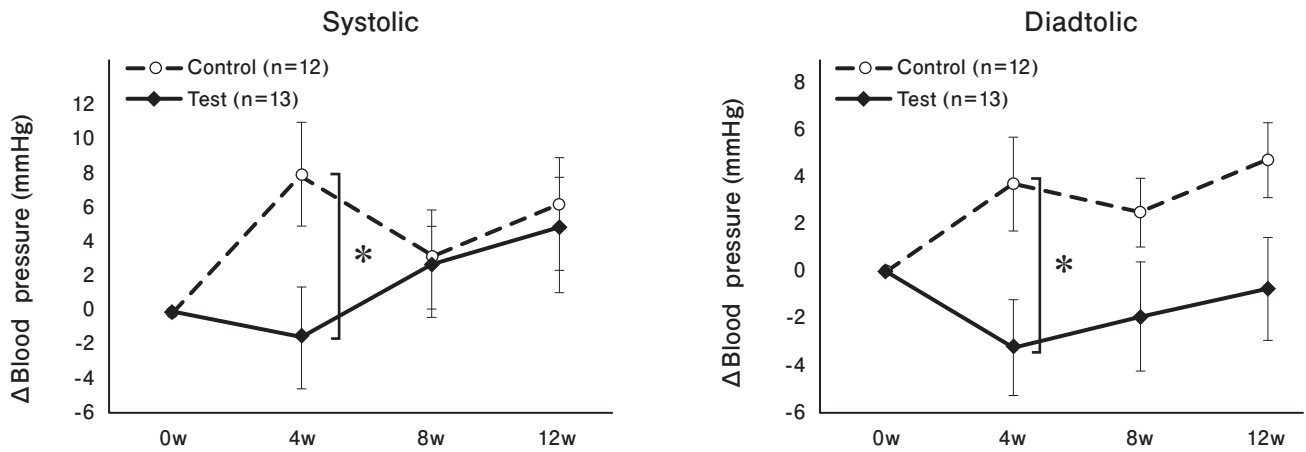 Systolic
Control (n=12)
Test (n=13)
ΔBlood pressure (mmHg)
12
10
8
6
4
2
0
-2
-4
-6
*
0w 4w 8w 12w
Diadtolic
Control (n=12)
Test (n=13)
ΔBlood pressure (mmHg)
8
6
4
2
0
-2
-4
-6
*
0w 4w 8w 12w